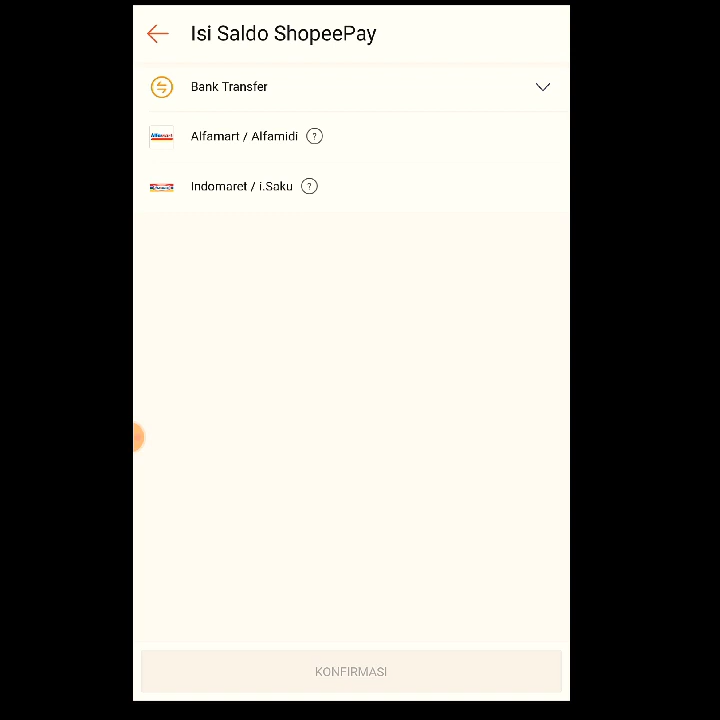 Isi Saldo ShopeePay
Bank Transfer
Alfamart / Alfamidi ?
Indomaret / i.Saku ?
KONFIRMASI